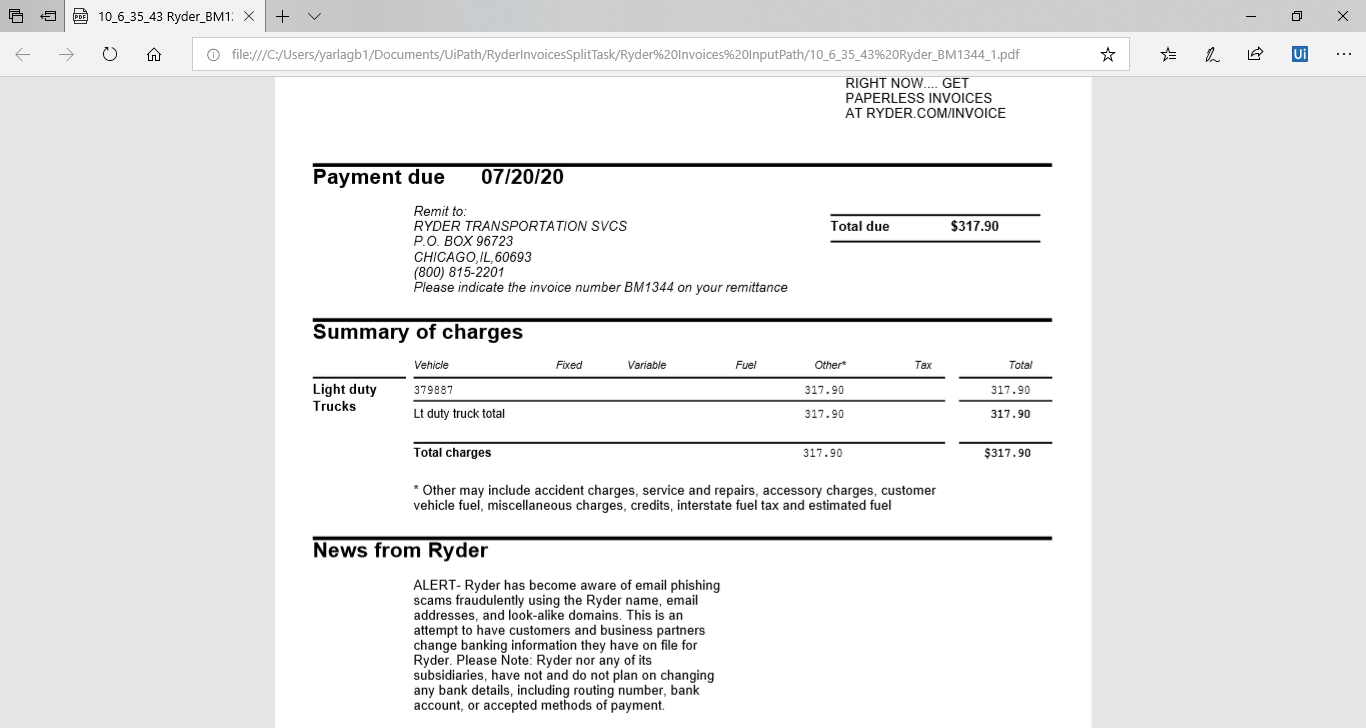 10_6_35_43 Ryder_BM1
file:///C:/Users/yarlagb1/Documents/UiPath/RyderInvoicesSplitTask/Ryder%20Invoices%20InputPath/10_6_35_43%20Ryder_BM1344_1.pdf
Ui
RIGHT NOW.... GET
PAPERLESS INVOICES
AT RYDER.COM/INVOICE
Payment due 07/20/20
Remit to:
RYDER TRANSPORTATION SVCS
Total due $317.90
P.O. BOX 96723
CHICAGO,IL,60693
(800) 815-2201
Please indicate the invoice number BM1344 on your remittance
Summary of charges
Vehicle Fixed Variable Fuel Other* Tax Total
Light duty 379887 317.90 317.90
Trucks
Lt duty truck total 317.90 317.90
Total charges 317.90 $317.90
* Other may include accident charges, service and repairs, accessory charges, customer
vehicle fuel, miscellaneous charges, credits, interstate fuel tax and estimated fuel
News from Ryder
ALERT- Ryder has become aware of email phishing
scams fraudulently using the Ryder name, email
addresses, and look-alike domains. This is an
attempt to have customers and business partners
change banking information they have on file for
Ryder. Please Note: Ryder nor any of its
subsidiaries, have not and do not plan on changing
any bank details, including routing number, bank
account, or accepted methods of payment.